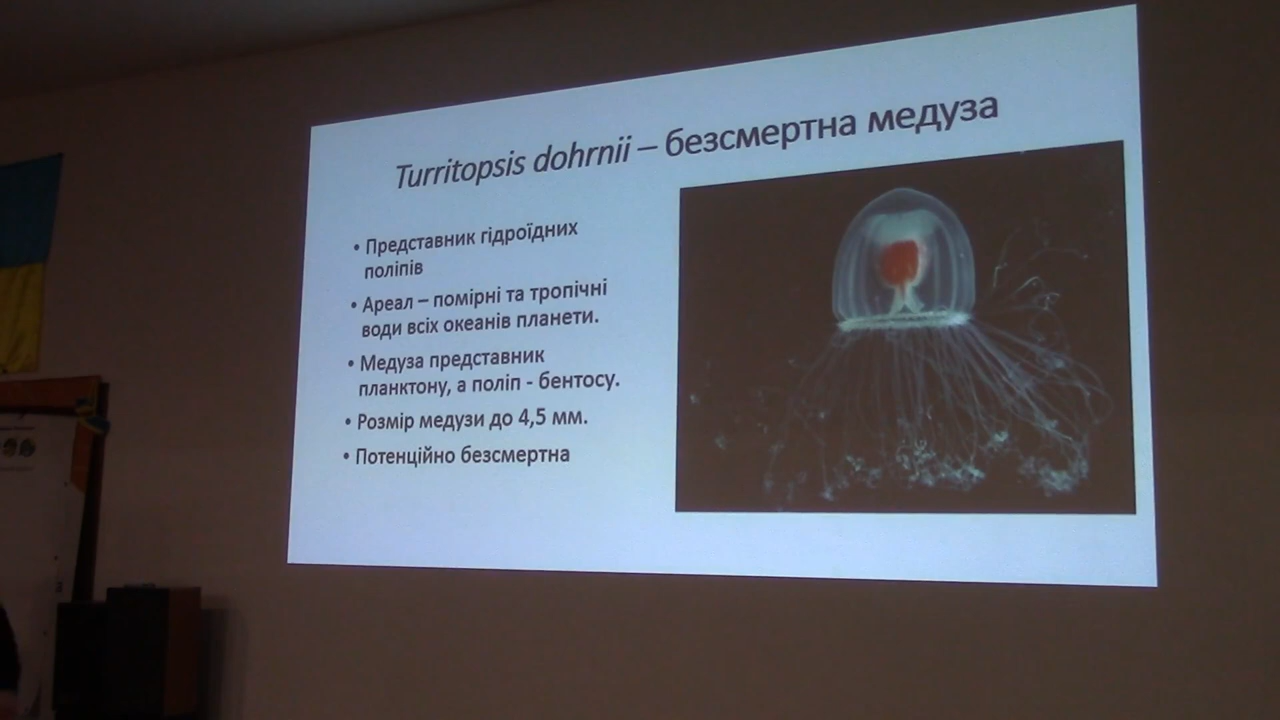 Turritopsis dohrnii – безсмертна медуза
• Представник гідроїдних
поліпів
• Ареал – помірні та тропічні
води всіх океанів планети.
• Медуза представник
планктону, а поліп - бентосу.
• Розмір медузи до 4,5 мм.
• Потенційно безсмертна